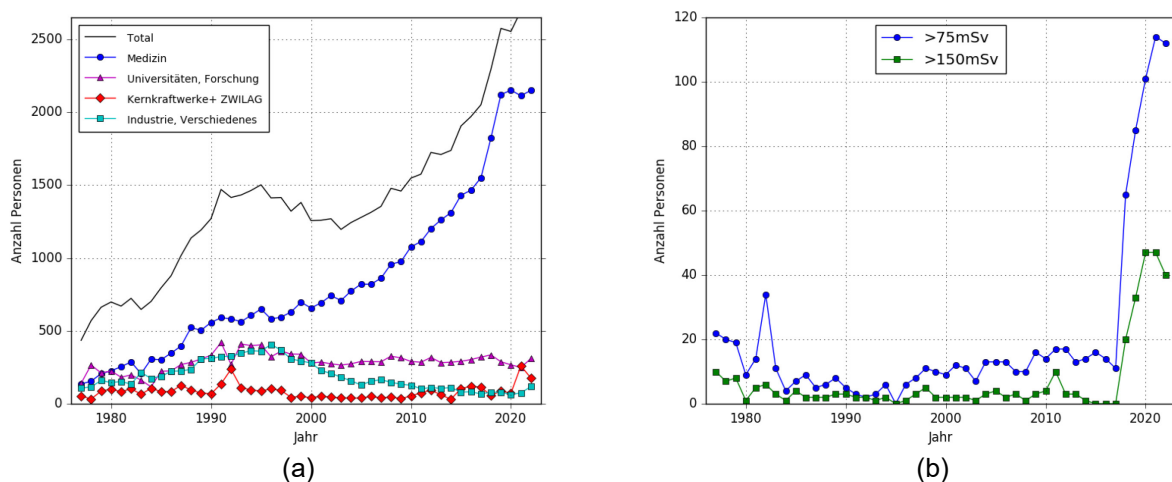 Total
Medizin
Universitäten, Forschung
Kernkraftwerke+ ZWILAG
Industrie, Verschiedenes
2500
2000
1500
1000
500
0
Anzahl Personen
1980
1990
2000
2010
2020
Jahr
(a)
>75mSv
>150mSv
120
100
80
60
40
20
0
Anzahl Personen
1980
1990
2000
2010
2020
Jahr
(b)